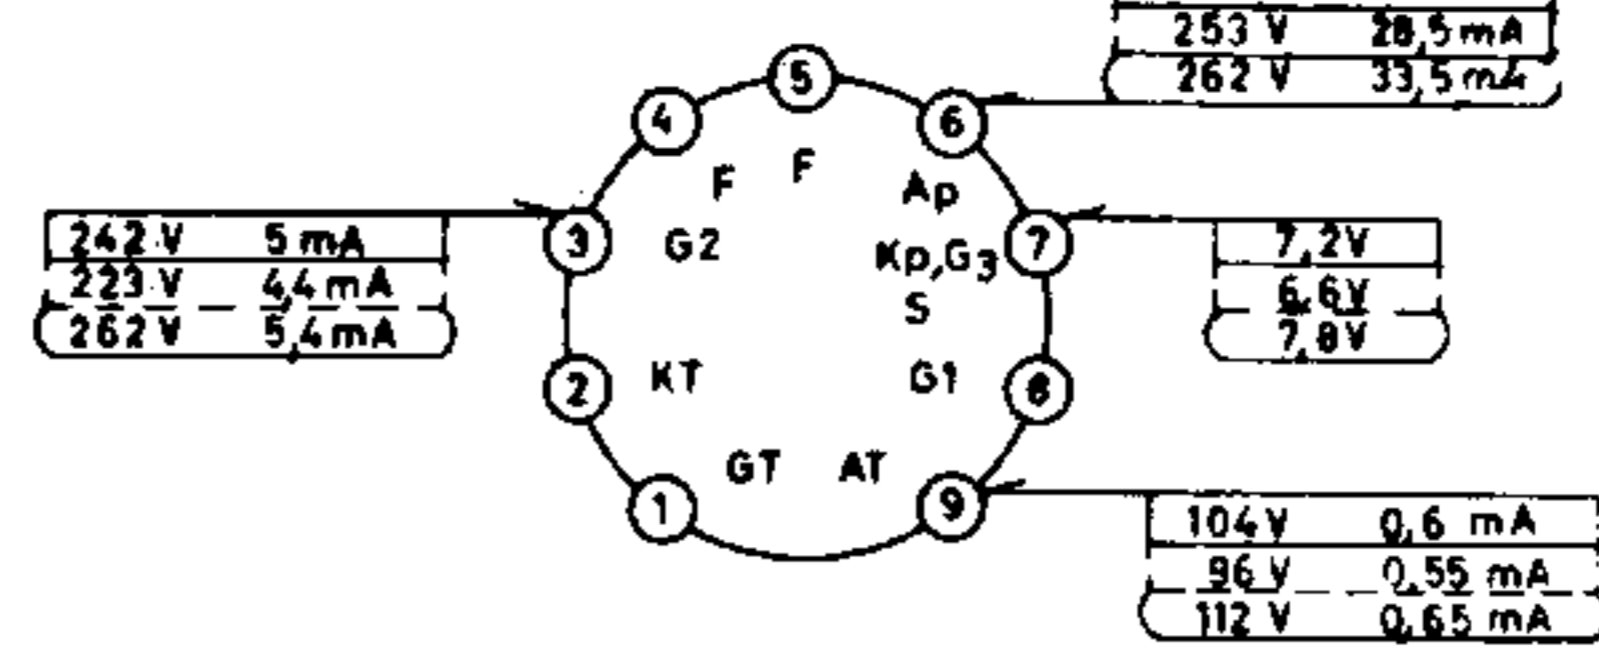 253 V 28,5 mA
262 V 33,5 mA
5
4
6
F
F
Ap
242 V 5 mA
223 V 4,4 mA
262 V 5,4 mA
3
G2
Kp,G3
S
7
7,2V
6,6V
7,8V
2
KT
G1
8
GT
AT
1
9
104 V 0,6 mA
96 V 0,55 mA
112 V 0,65 mA